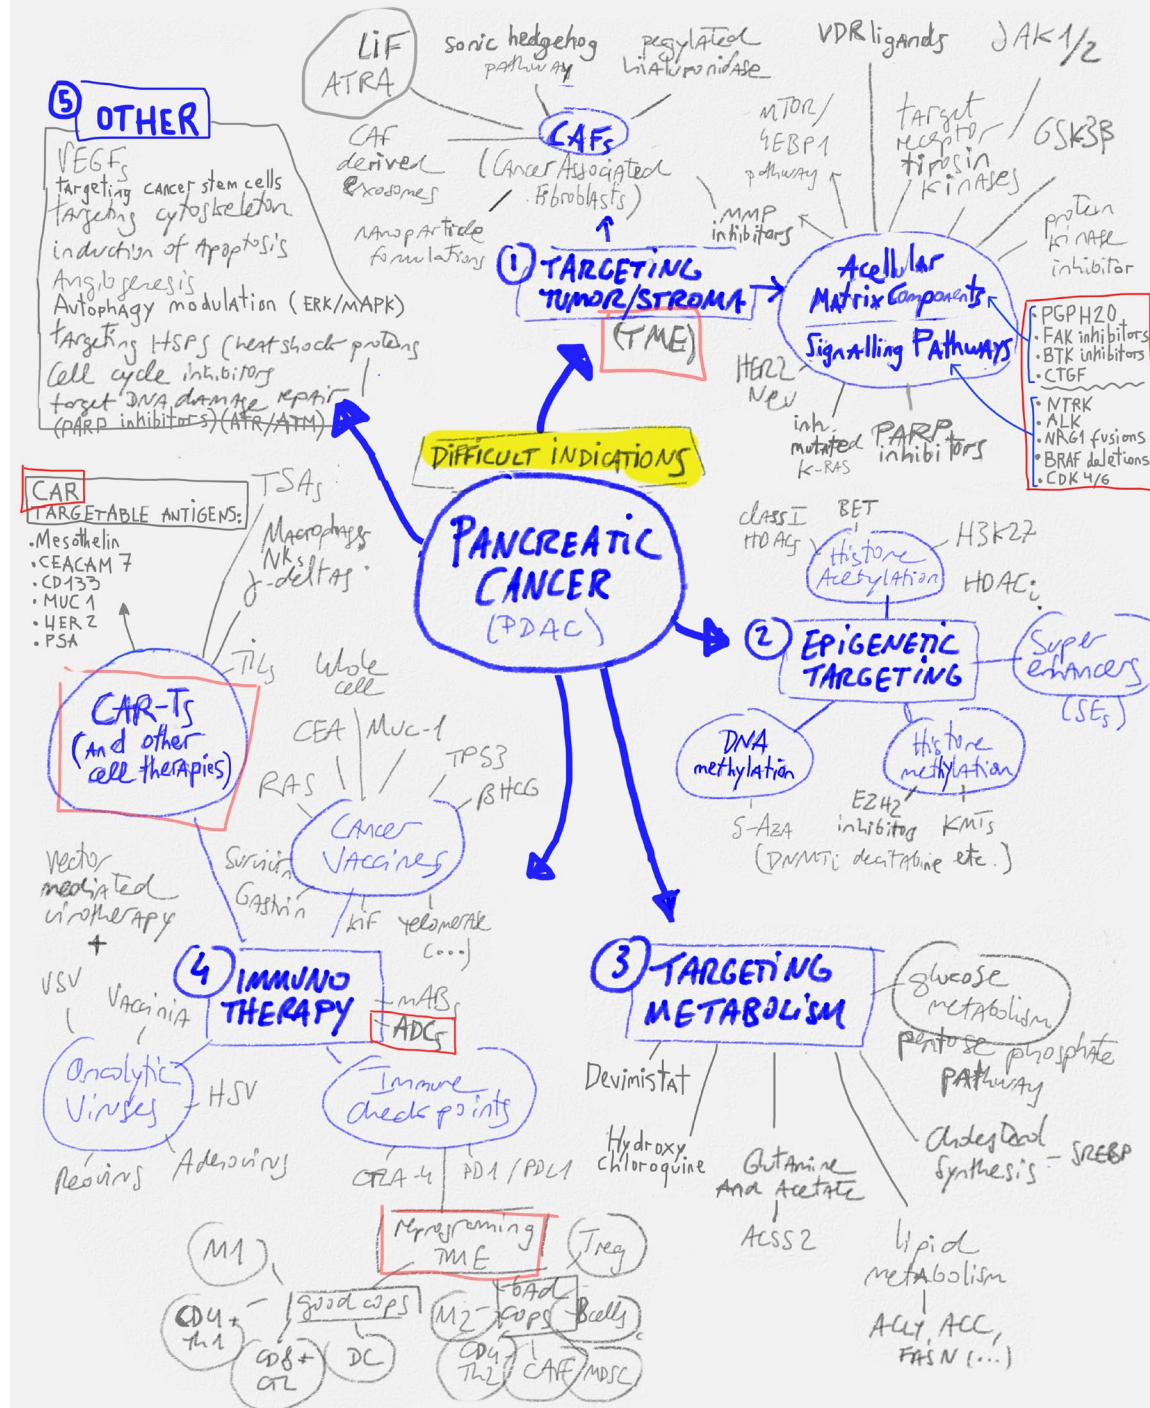 LiF
ATRA
sonic hedgehog
pathway
pegylated
hialuronidase
VDR ligands
JAK1/2
⑤ OTHER
VEGFs
targeting cancer stem cells
targeting cytoskeleton
induction of Apoptosis
Angiogenesis
Autophagy modulation (ERK/MAPK)
targeting HSPs (heat shock proteins
Cell cycle inhibitors
target DNA damage repair
(PARP inhibitors)(ATR/ATM)
CAF
derived
exosomes
CAFs
(Cancer Associated
Fibroblasts)
nanoparticle
formulations
mTOR/
4EBP1
pathway
target
receptor
tirosin
kinases
GSK3β
protein
kinase
inhibitor
MMP
inhibitors
① TARGETING
TUMOR/STROMA
(TME)
Acellular
Matrix Components
Signalling Pathways
• PGPH20
• FAK inhibitors
• BTK inhibitors
• CTGF
• NTRK
• ALK
• NRG1 fusions
• BRAF deletions
• CDK 4/6
HER2
Neu
inh.
mutated
K-RAS
PARP
inhibitors
DIFFICULT INDICATIONS
PANCREATIC
CANCER
(PDAC)
CAR
TARGETABLE ANTIGENS:
• Mesothelin
• CEACAM 7
• CD133
• MUC 1
• HER 2
• PSA
TSAs
Macrophages
NKs
γ-deltas
TILs
CAR-Ts
(And other
cell therapies)
class I
HDACs
BET
Histone
Acetylation
H3K27
HDACi
② EPIGENETIC
TARGETING
Super
enhancers
(SEs)
DNA
methylation
Histone
methylation
5-AZA
EZH2
inhibitors
KMTs
(DNMTi decitabine etc.)
Whole
cell
CEA
MUC-1
RAS
TP53
βHCG
Cancer
Vaccines
Survivin
Gastrin
KiF
telomerase
(...)
vector
mediated
virotherapy
+
④ IMMUNO
THERAPY
mABs
ADCs
VSV
Vaccinia
Oncolytic
Viruses
HSV
Reovirus
Adenovirus
Immune
checkpoints
CTLA-4
PD1/PDL1
reprograming
TME
good cops
M1
CD4+
Th1
CD8+
CTL
DC
bad
cops
Treg
M2
Bcells
CD4
Th2
CAFs
MDSC
③ TARGETING
METABOLISM
glucose
metabolism
pentose phosphate
pathway
Devimistat
Hydroxy
chloroquine
Glutamine
And Acetate
ACSS2
Cholesterol
synthesis - SREBP
lipid
metabolism
ACLY, ACC,
FASN (...)